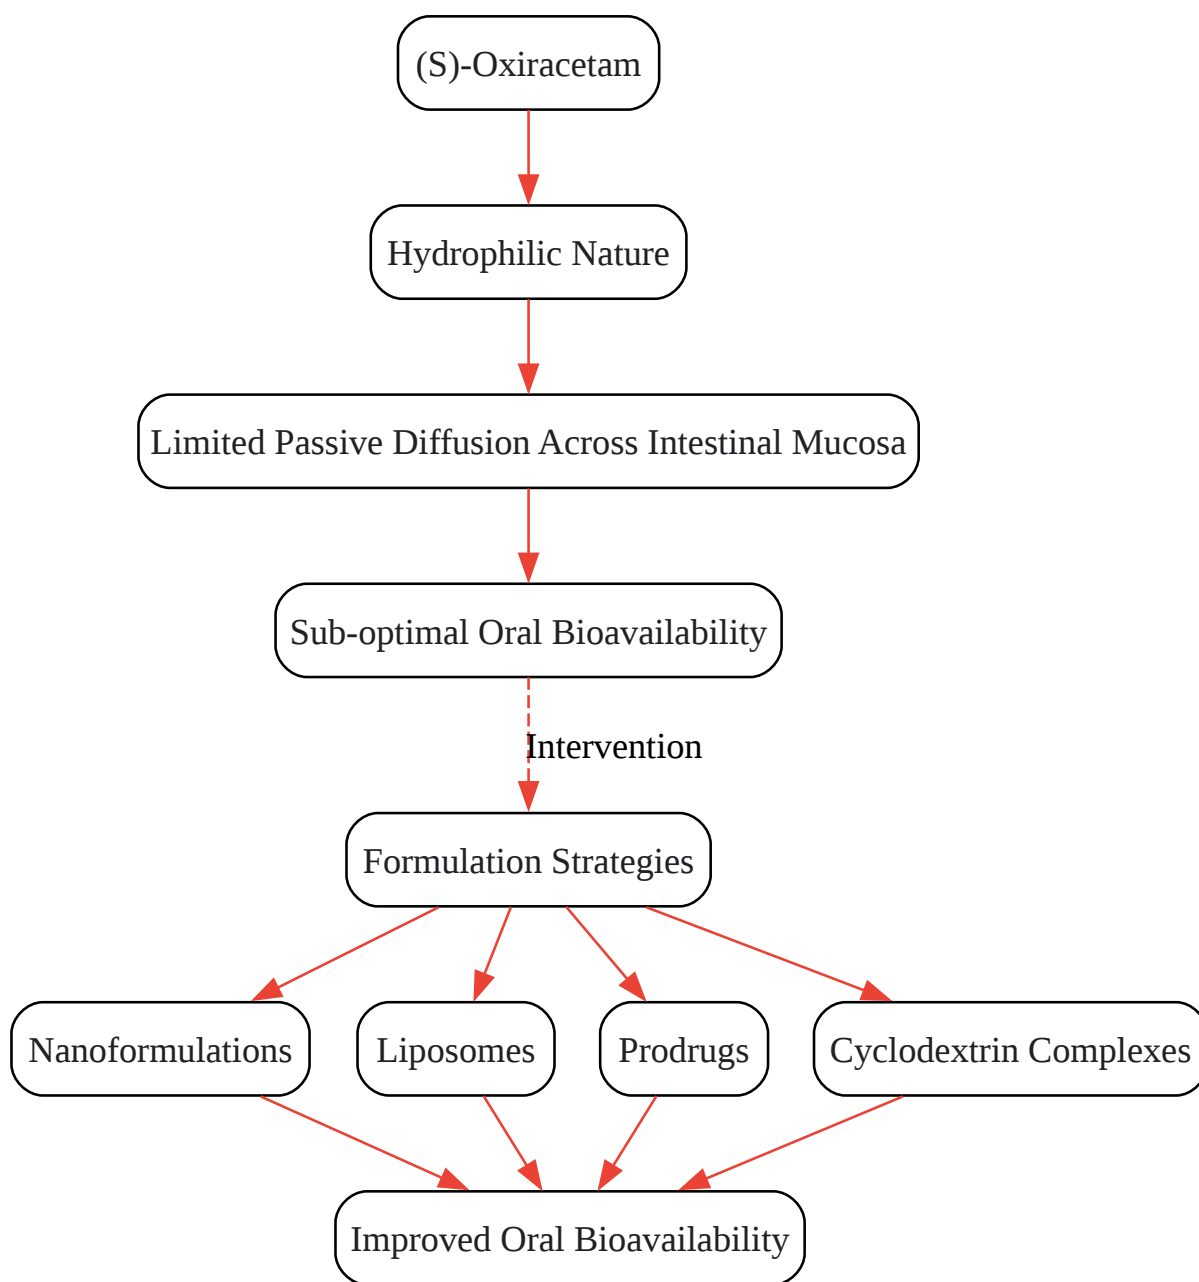 (S)-Oxiracetam
Hydrophilic Nature
Limited Passive Diffusion Across Intestinal Mucosa
Sub-optimal Oral Bioavailability
Intervention
Formulation Strategies
Nanoformulations
Liposomes
Prodrugs
Cyclodextrin Complexes
Improved Oral Bioavailability